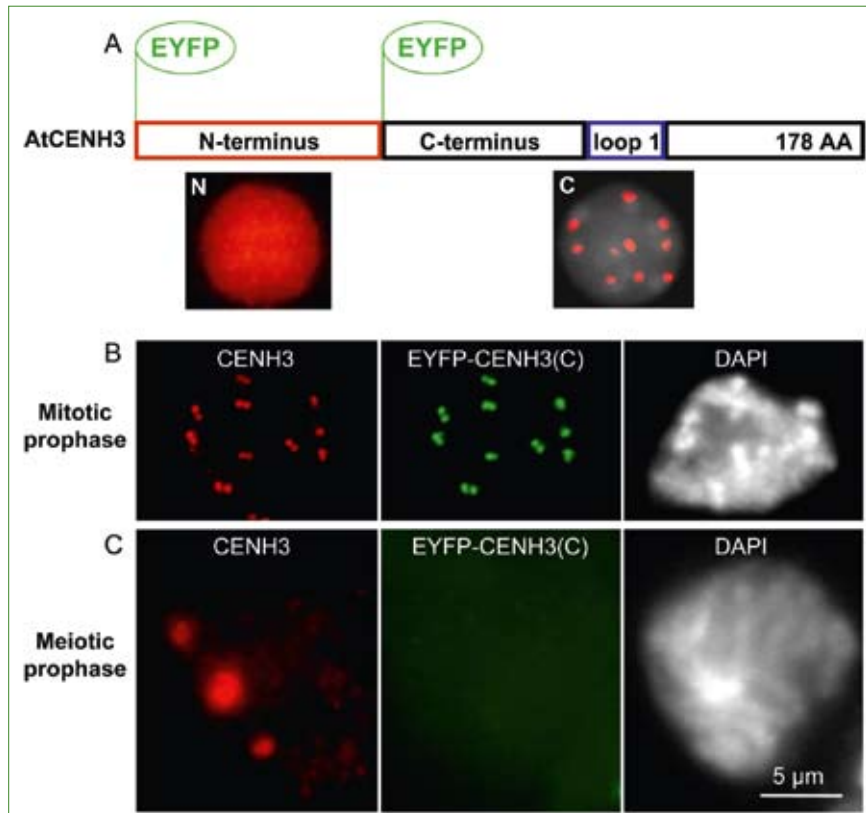 A
EYFP EYFP
AtCENH3 N-terminus C-terminus loop 1 178 AA
N C
B
CENH3 EYFP-CENH3(C) DAPI
Mitotic
prophase
C
CENH3 EYFP-CENH3(C) DAPI
Meiotic
prophase
5 µm